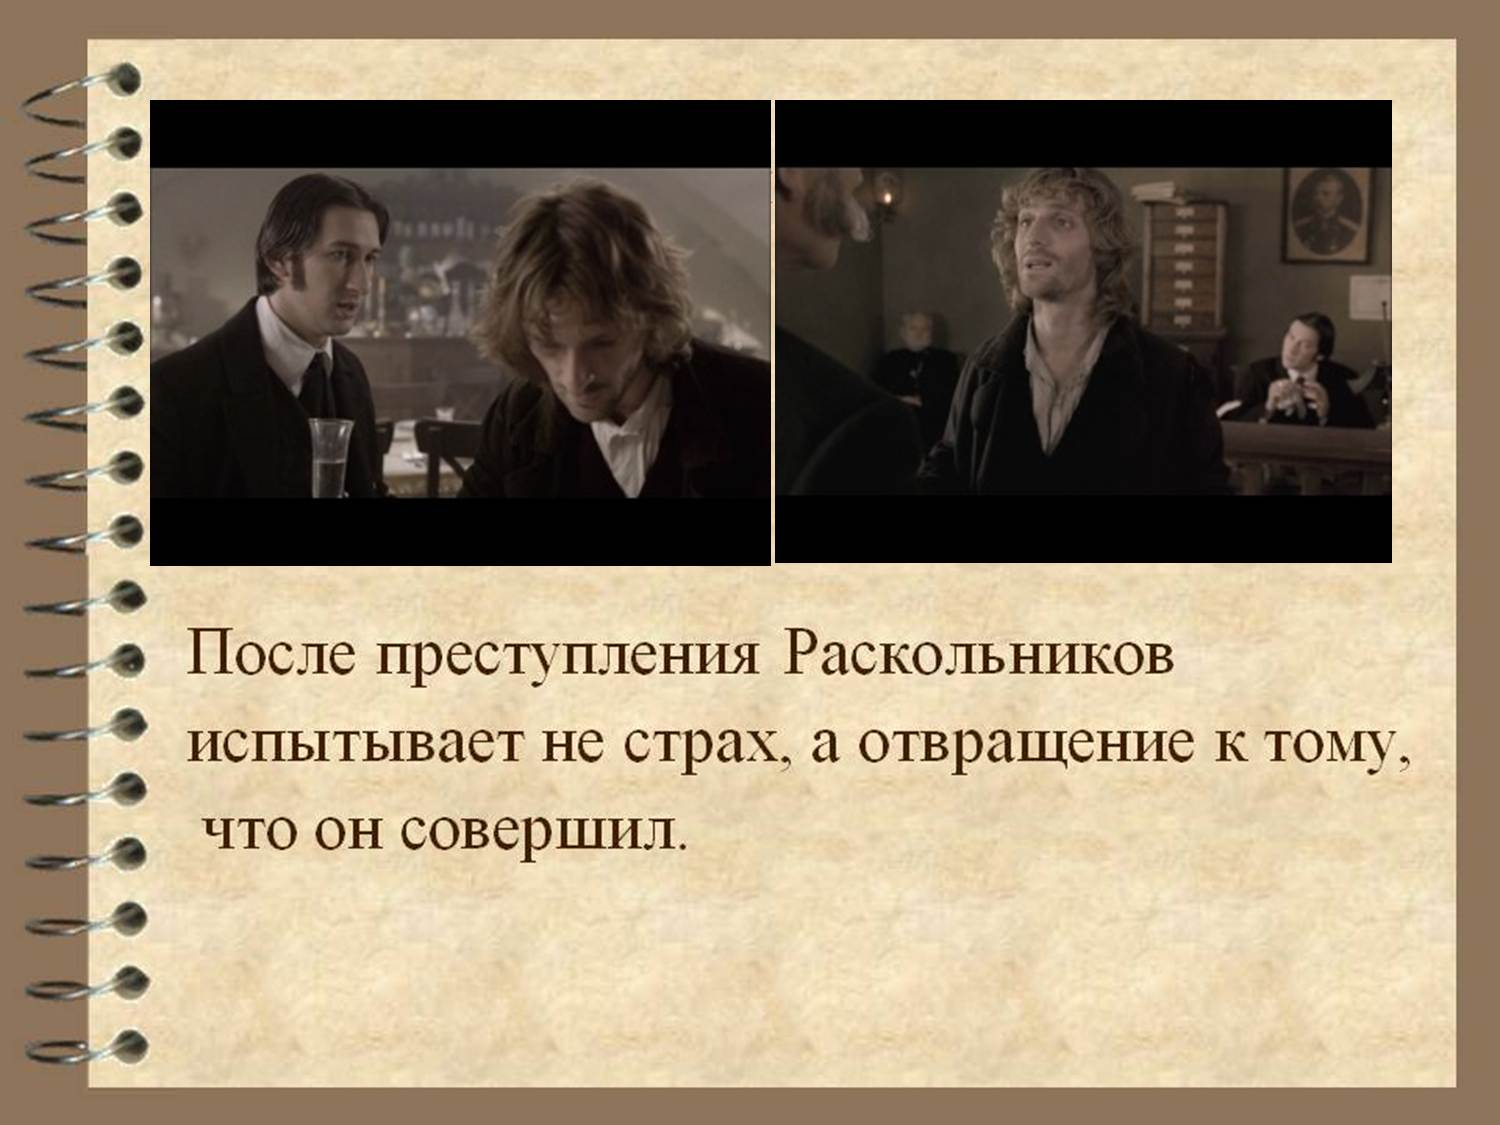 После преступления Раскольников
испытывает не страх, а отвращение к тому,
что он совершил.